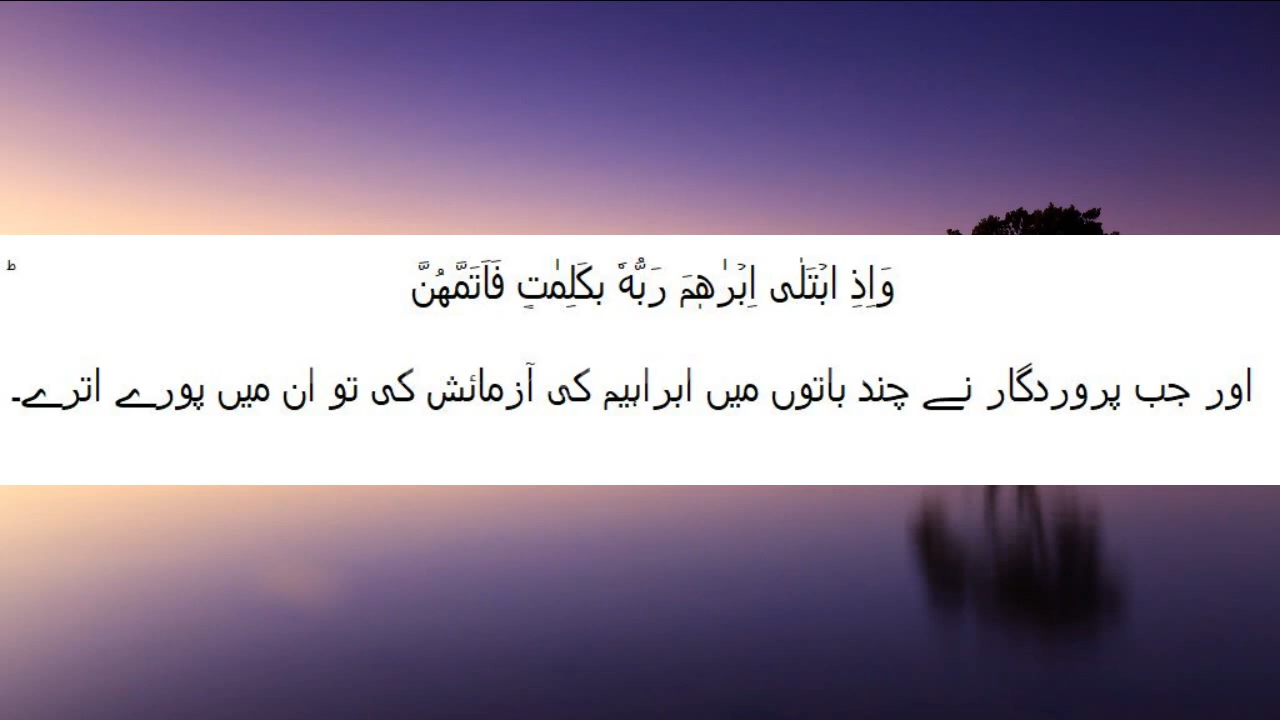 وَاِذِ ابۡتَلٰٓى اِبۡرٰهٖمَ رَبُّهٗ بِكَلِمٰتٍ فَاَتَمَّهُنَّ ؕ
اور جب پروردگار نے چند باتوں میں ابراہیم کی آزمائش کی تو ان میں پورے اترے۔